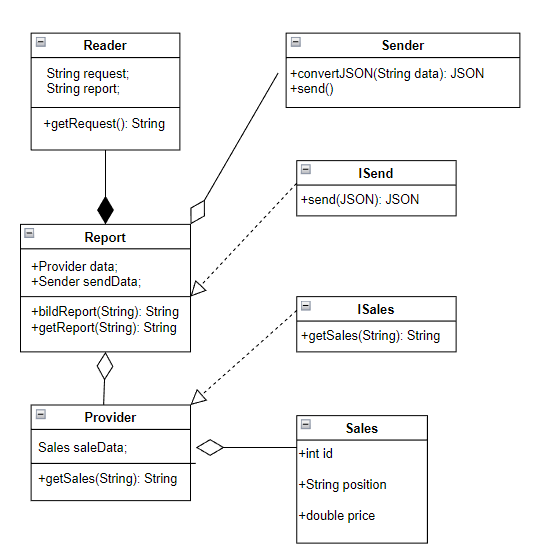 Reader
String request;
String report;
+getRequest(): String
Sender
+convertJSON(String data): JSON
+send()
ISend
+send(JSON): JSON
Report
+Provider data;
+Sender sendData;
+bildReport(String): String
+getReport(String): String
ISales
+getSales(String): String
Provider
Sales saleData;
+getSales(String): String
Sales
+int id
+String position
+double price